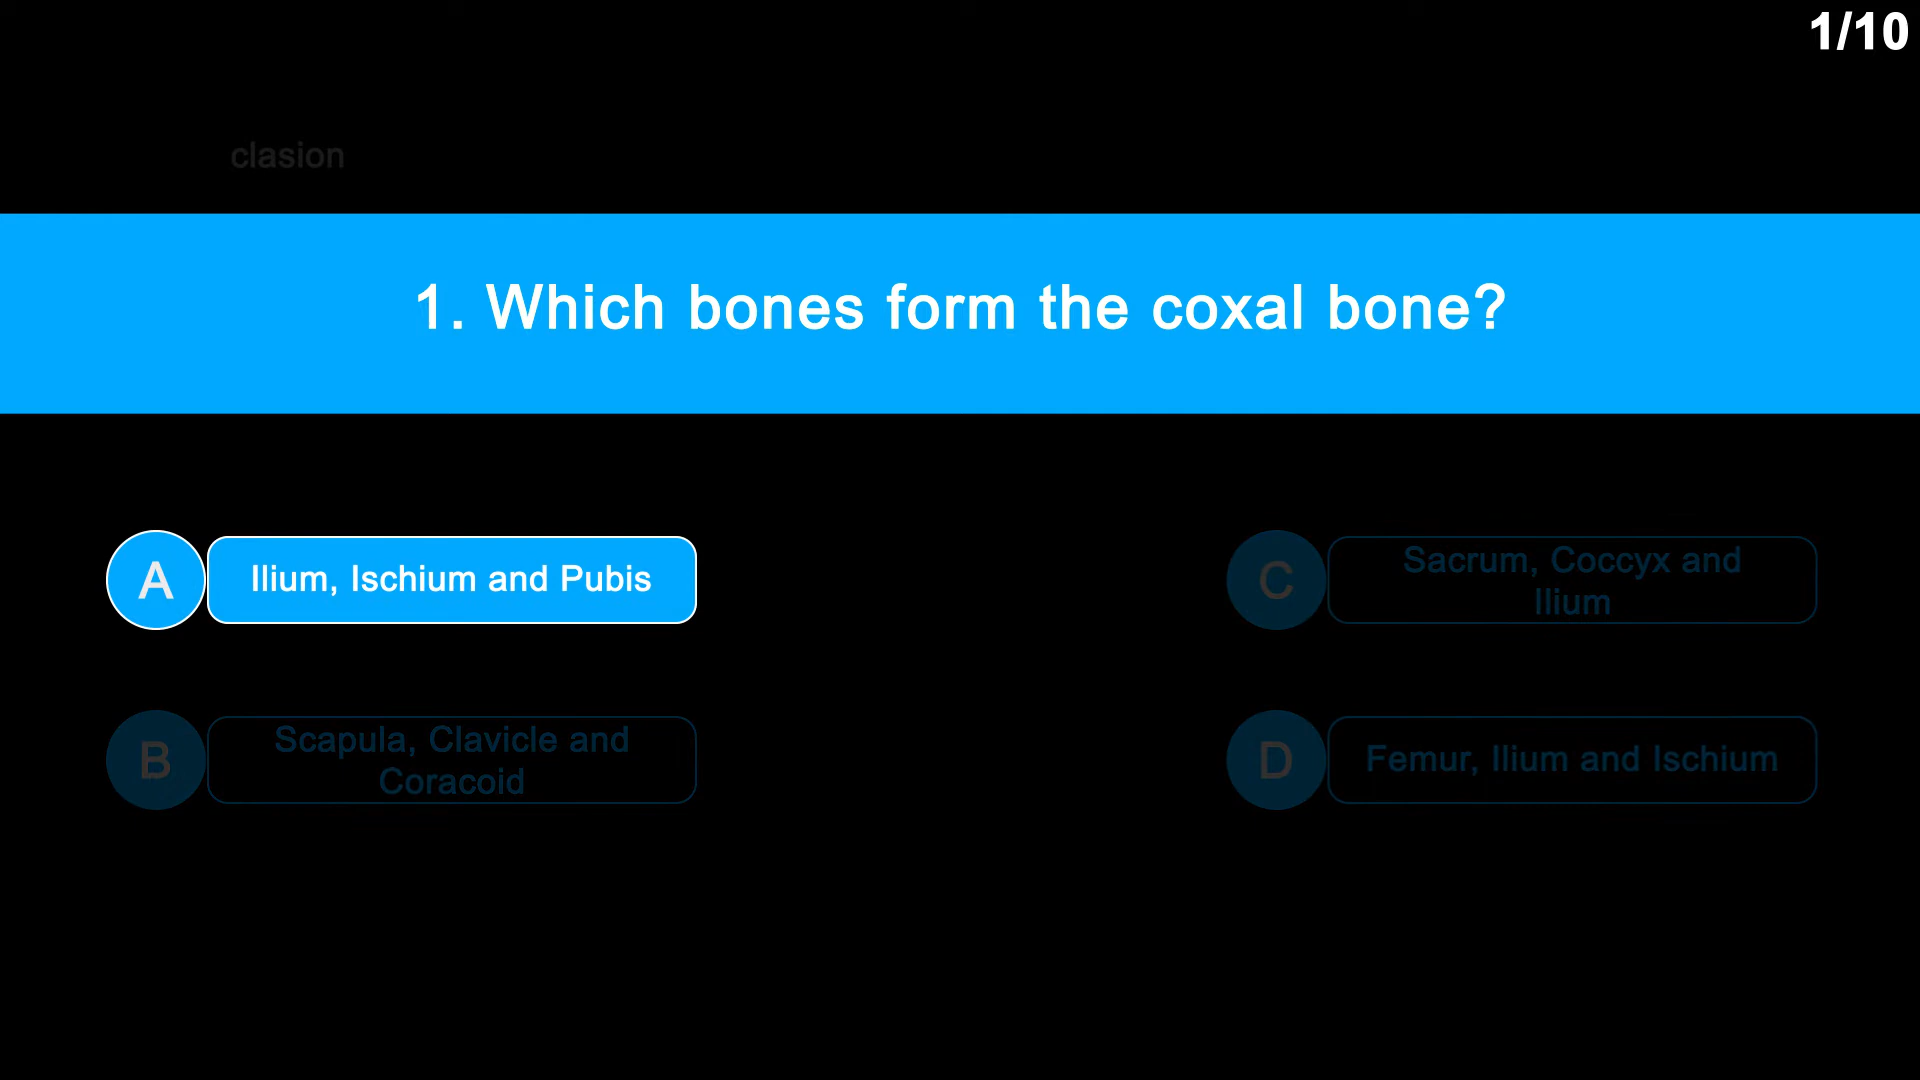 1/10
clasion
1. Which bones form the coxal bone?
A
Ilium, Ischium and Pubis
B
Scapula, Clavicle and
Coracoid
C
Sacrum, Coccyx and
Ilium
D
Femur, Ilium and Ischium